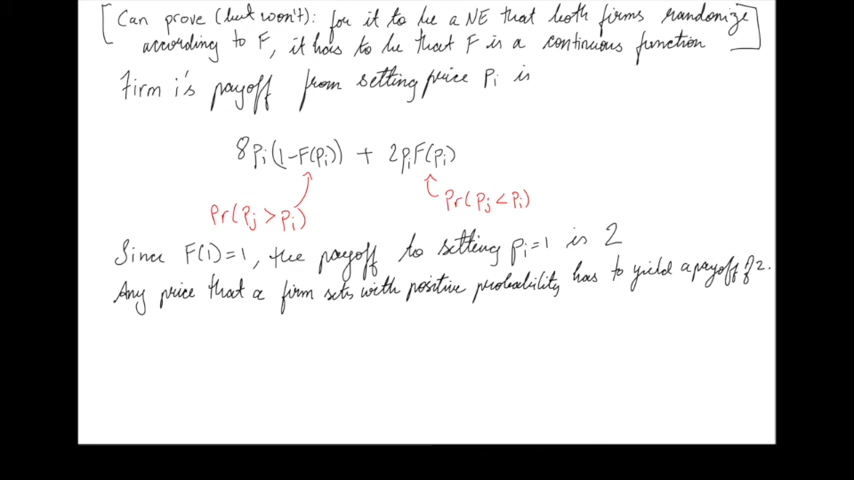 [Can prove (but won't): for it to be a NE that both firms randomize
according to F, it has to be that F is a continuous function]
Firm i's payoff from setting price Pi is
8Pi(1-F(Pi)) + 2PiF(Pi)
Pr(Pj > Pi)
Pr(Pj < Pi)
Since F(1)=1, the payoff to setting Pi=1 is 2
Any price that a firm sets with positive probability has to yield a payoff of 2.